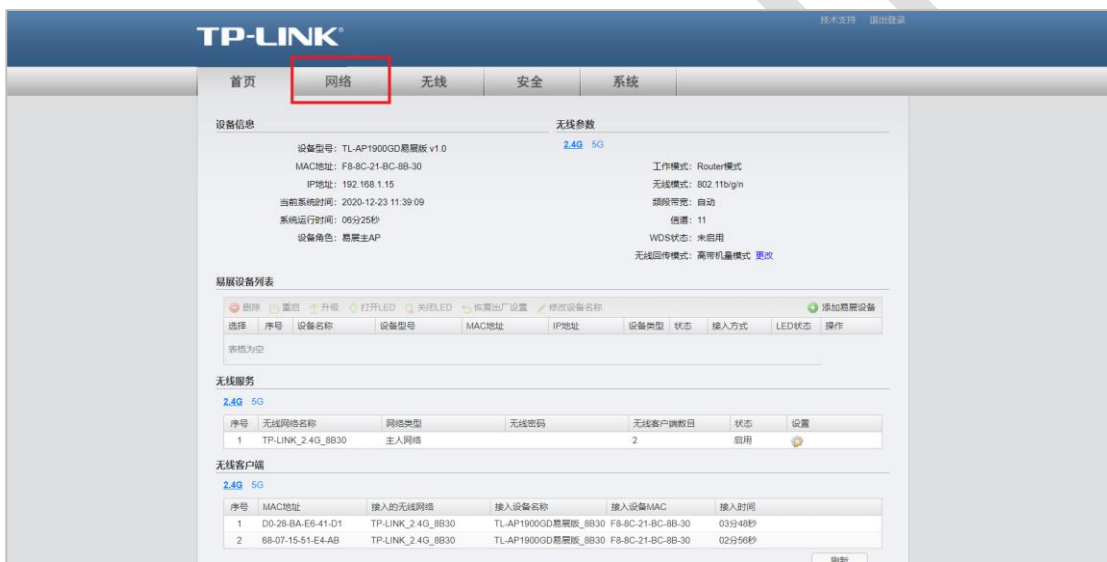 技术支持 退出登录
TP-LINK
首页 网络 无线 安全 系统
设备信息
设备型号： TL-AP1900GD易展版 v1.0
MAC地址： F8-8C-21-BC-8B-30
IP地址： 192.168.1.15
当前系统时间： 2020-12-23 11:39:09
系统运行时间： 06分25秒
设备角色： 易展主AP
无线参数
2.4G 5G
工作模式： Router模式
无线模式： 802.11b/g/n
频段带宽： 自动
信道： 11
WDS状态： 未启用
无线回传模式： 高带机量模式 更改
易展设备列表
删除 重启 升级 打开LED 关闭LED 恢复出厂设置 修改设备名称 添加易展设备
选择 序号 设备名称 设备型号 MAC地址 IP地址 设备类型 状态 接入方式 LED状态 操作
表格为空
无线服务
2.4G 5G
序号 无线网络名称 网络类型 无线密码 无线客户端数目 状态 设置
1 TP-LINK_2.4G_8B30 主人网络 2 启用
无线客户端
2.4G 5G
序号 MAC地址 接入的无线网络 接入设备名称 接入设备MAC 接入时间
1 D0-28-BA-E6-41-D1 TP-LINK_2.4G_8B30 TL-AP1900GD易展版_8B30 F8-8C-21-BC-8B-30 03分48秒
2 68-07-15-51-E4-AB TP-LINK_2.4G_8B30 TL-AP1900GD易展版_8B30 F8-8C-21-BC-8B-30 02分56秒
刷新